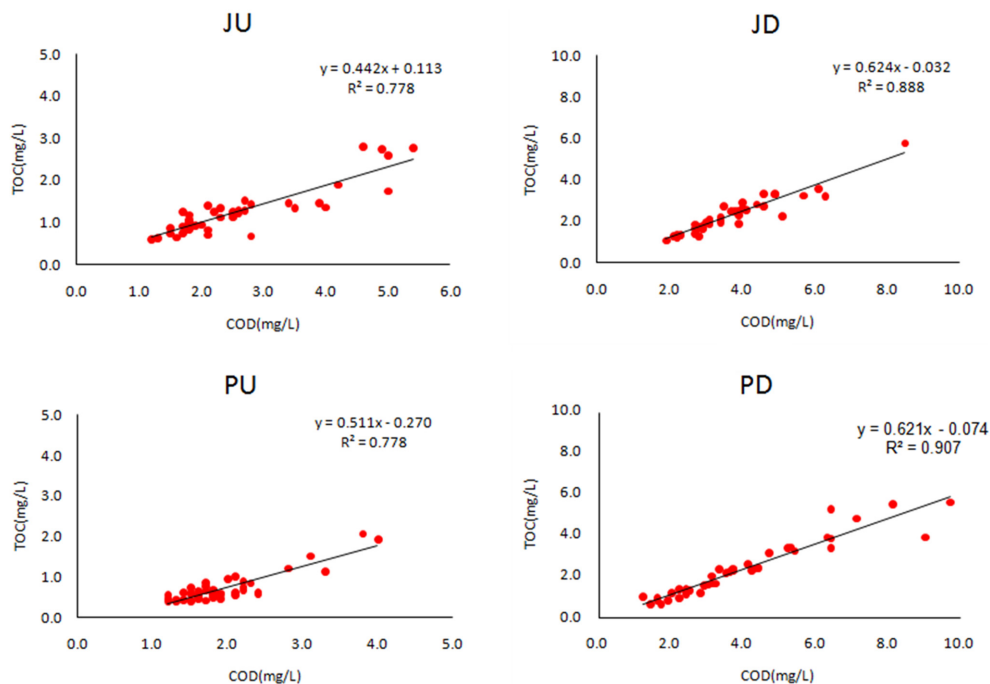 JU
5.0
4.0
3.0
2.0
1.0
0.0
TOC(mg/L)
y = 0.442x + 0.113
R² = 0.778
0.0 1.0 2.0 3.0 4.0 5.0 6.0
COD(mg/L)
JD
10.0
8.0
6.0
4.0
2.0
0.0
TOC(mg/L)
y = 0.624x - 0.032
R² = 0.888
0.0 2.0 4.0 6.0 8.0 10.0
COD(mg/L)
PU
5.0
4.0
3.0
2.0
1.0
0.0
TOC(mg/L)
y = 0.511x - 0.270
R² = 0.778
0.0 1.0 2.0 3.0 4.0 5.0
COD(mg/L)
PD
10.0
8.0
6.0
4.0
2.0
0.0
TOC(mg/L)
y = 0.621x - 0.074
R² = 0.907
0.0 2.0 4.0 6.0 8.0 10.0
COD(mg/L)